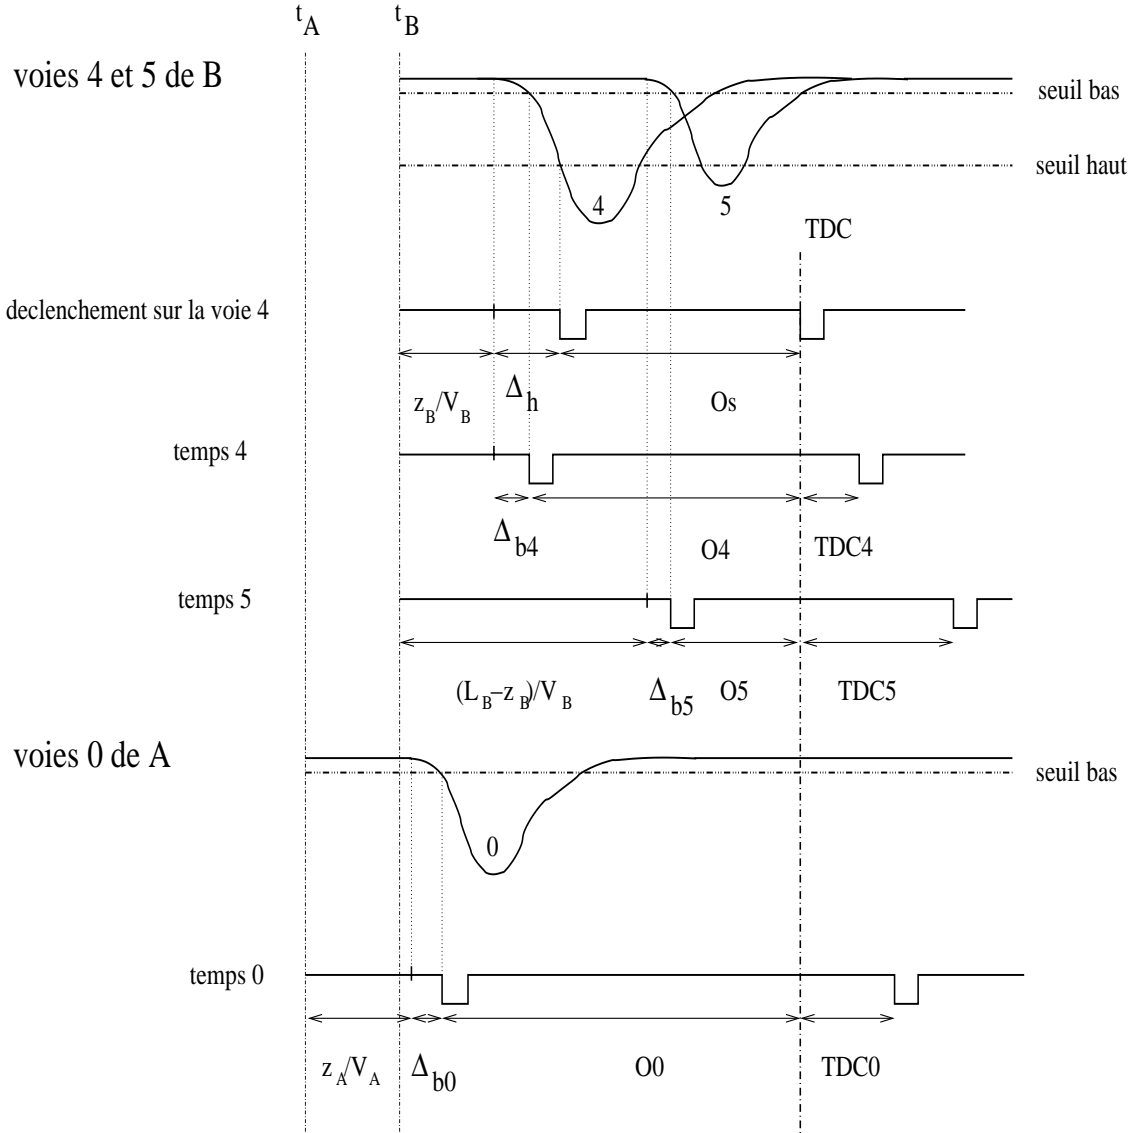 t_A
t_B
voies 4 et 5 de B
seuil bas
seuil haut
4
5
TDC
declenchement sur la voie 4
z_B/V_B
Δ_h
Os
temps 4
Δ_b4
O4
TDC4
temps 5
(L_B−z_B)/V_B
Δ_b5
O5
TDC5
voies 0 de A
seuil bas
0
temps 0
z_A/V_A
Δ_b0
O0
TDC0